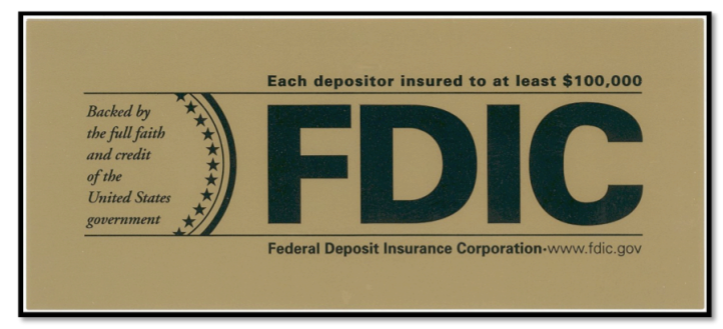 Each depositor insured to at least $100,000
Backed by
the full faith
and credit
of the
United States
government
FDIC
Federal Deposit Insurance Corporation·www.fdic.gov